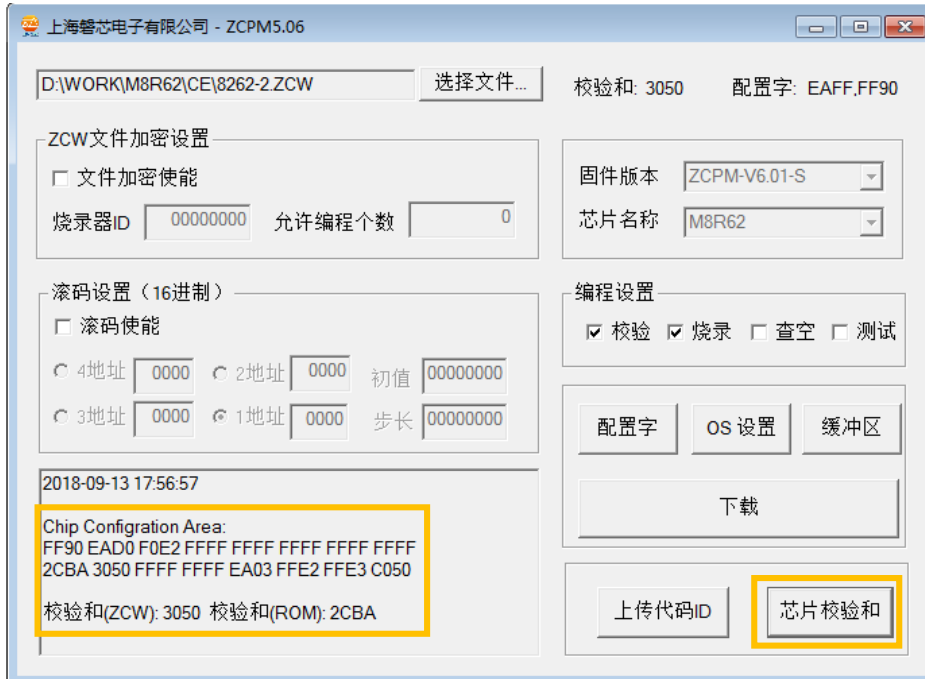 上海磐芯电子有限公司 - ZCPM5.06
D:\WORK\M8R62\CE\8262-2.ZCW 选择文件... 校验和: 3050 配置字: EAFF,FF90
ZCW文件加密设置
文件加密使能
烧录器ID 00000000 允许编程个数 0
固件版本 ZCPM-V6.01-S
芯片名称 M8R62
滚码设置（16进制）
滚码使能
4地址 0000 2地址 0000 初值 00000000
3地址 0000 1地址 0000 步长 00000000
编程设置
校验 烧录 查空 测试
配置字 OS 设置 缓冲区
下载
2018-09-13 17:56:57
Chip Configration Area:
FF90 EAD0 F0E2 FFFF FFFF FFFF FFFF FFFF
2CBA 3050 FFFF FFFF EA03 FFE2 FFE3 C050
校验和(ZCW): 3050 校验和(ROM): 2CBA
上传代码ID 芯片校验和